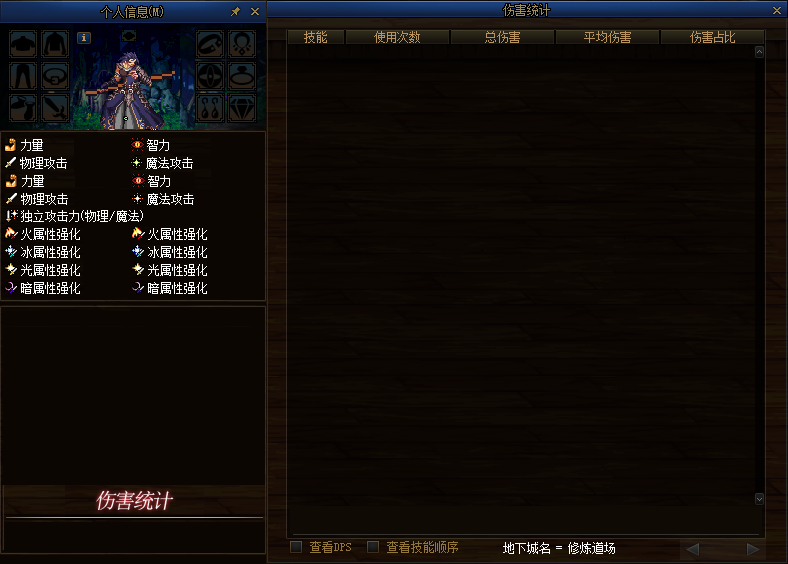 个人信息(M)
i
力量 智力
物理攻击 魔法攻击
力量 智力
物理攻击 魔法攻击
独立攻击力(物理/魔法)
火属性强化 火属性强化
冰属性强化 冰属性强化
光属性强化 光属性强化
暗属性强化 暗属性强化
伤害统计
伤害统计
技能 使用次数 总伤害 平均伤害 伤害占比
查看DPS 查看技能顺序 地下城名 = 修炼道场